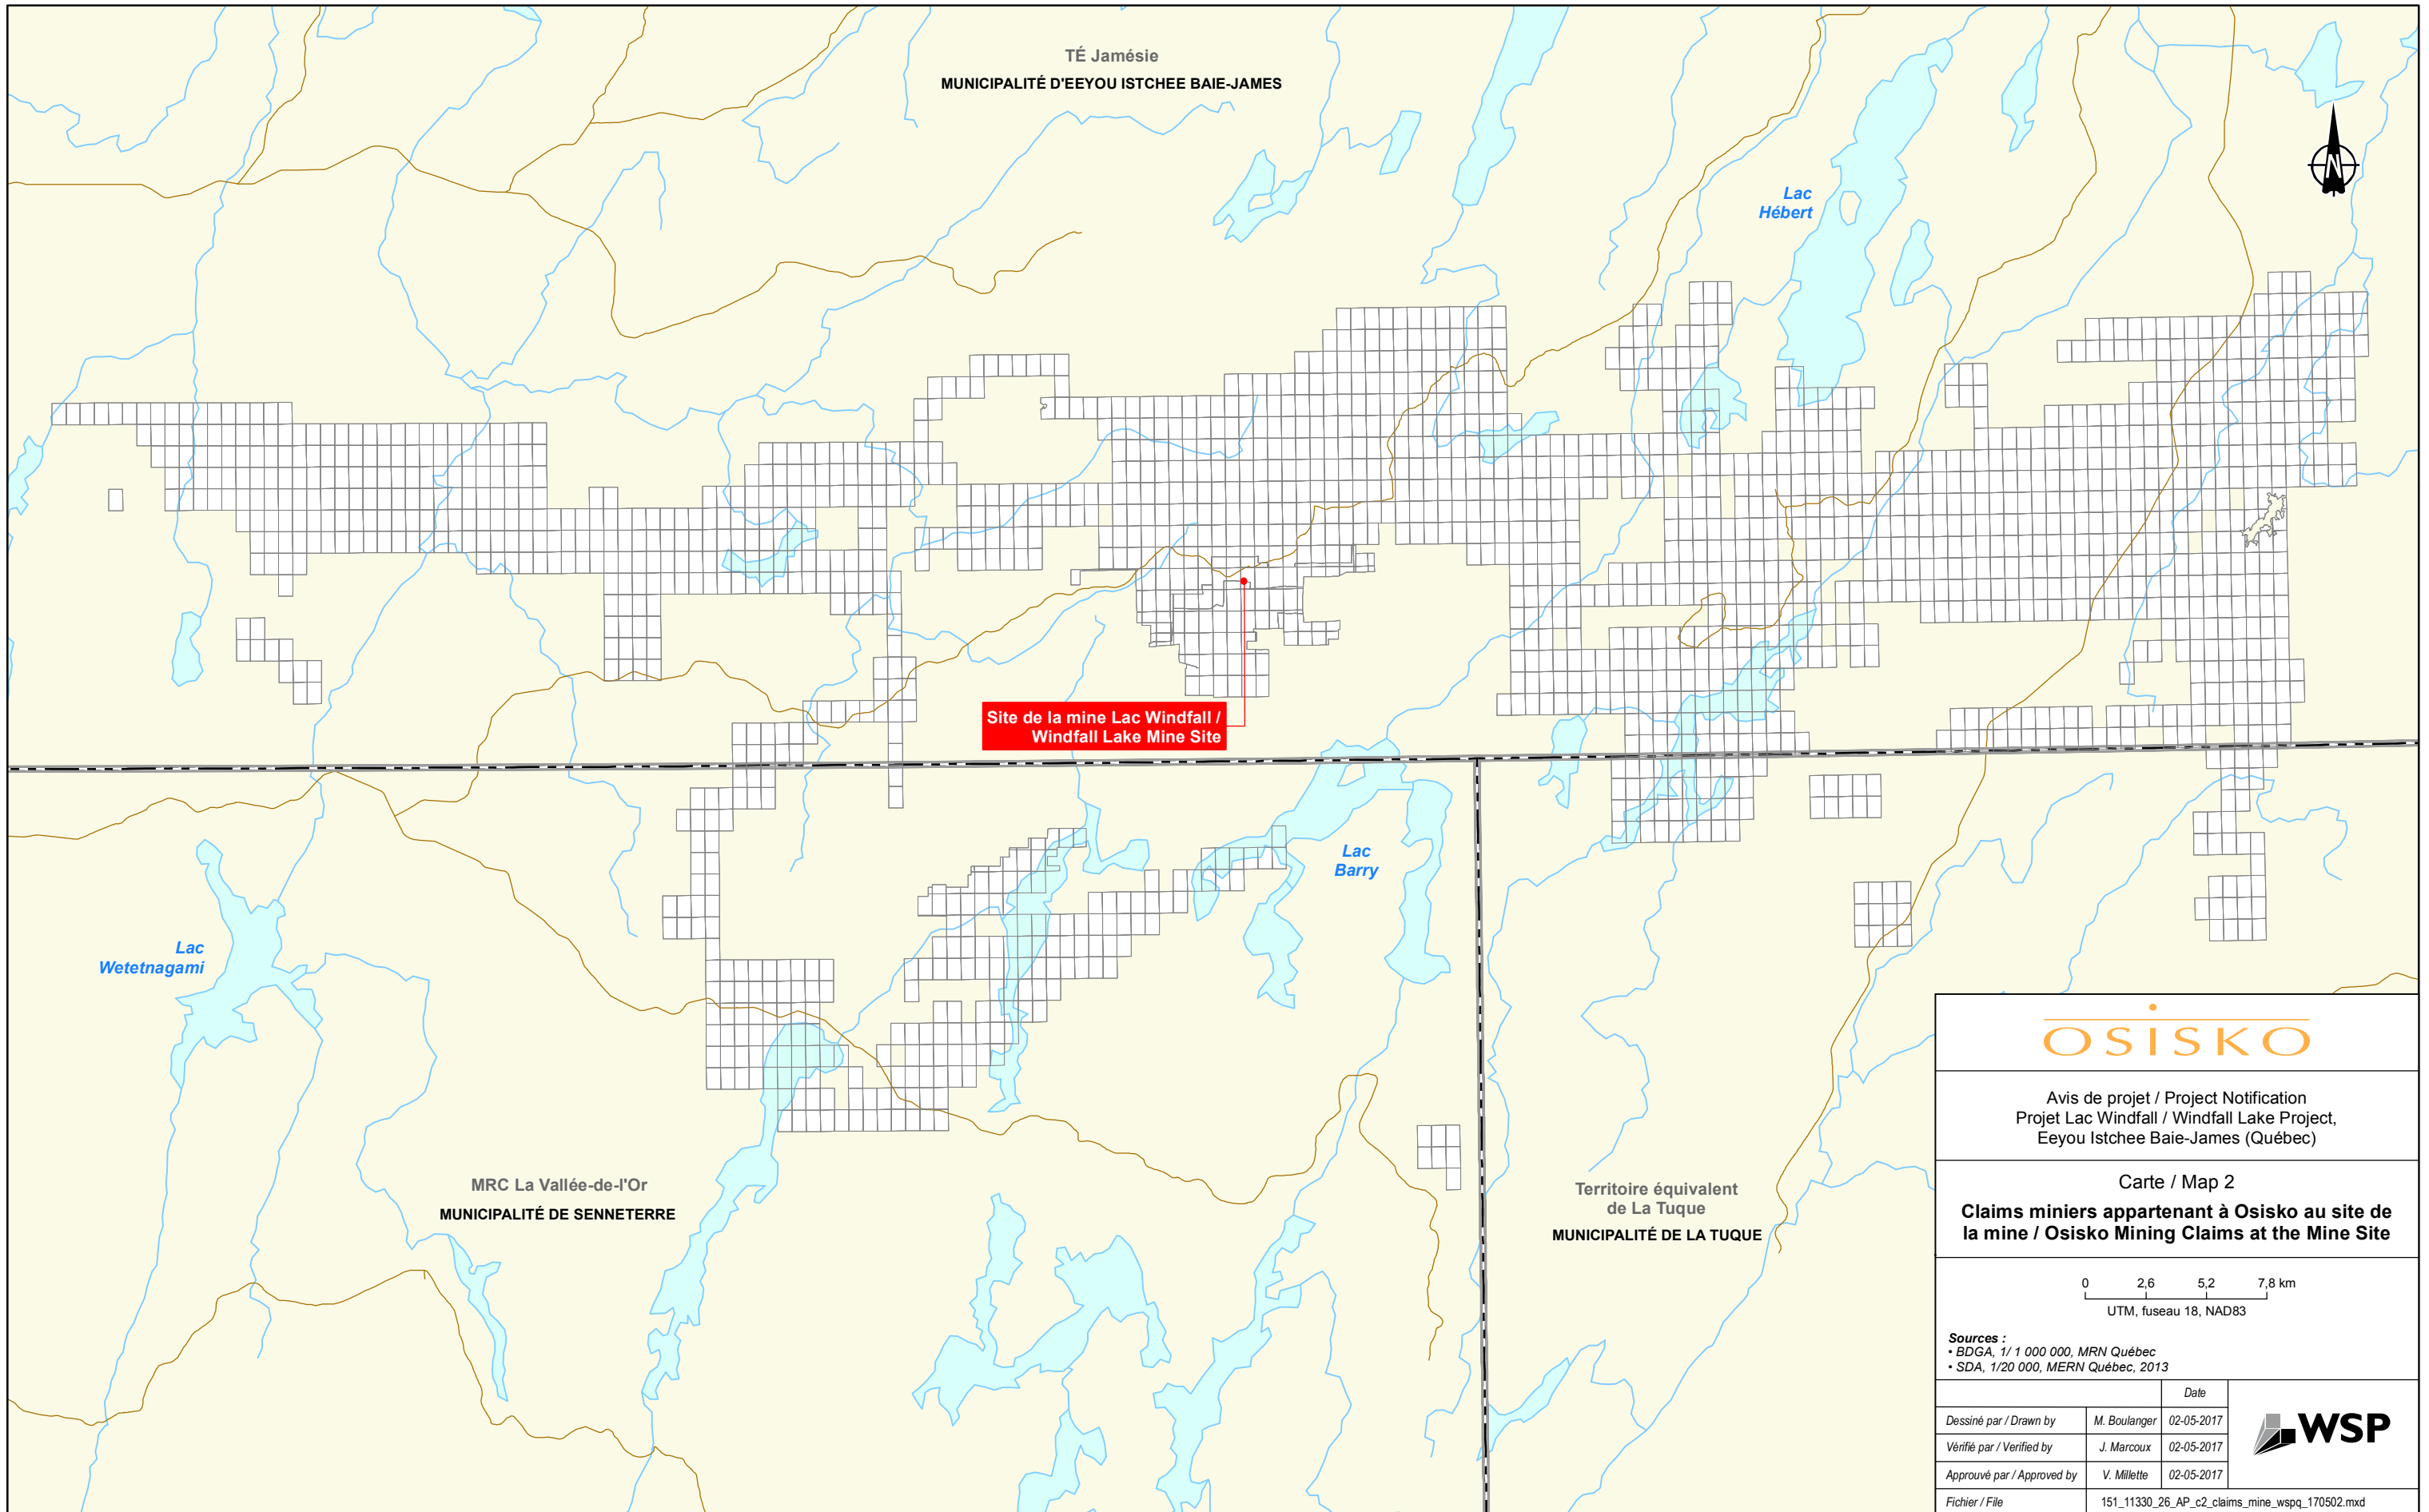 TÉ Jamésie
MUNICIPALITÉ D'EEYOU ISTCHEE BAIE-JAMES
N
Lac
Hébert
Site de la mine Lac Windfall /
Windfall Lake Mine Site
Lac
Barry
Lac
Wetetnagami
MRC La Vallée-de-l'Or
MUNICIPALITÉ DE SENNETERRE
Territoire équivalent
de La Tuque
MUNICIPALITÉ DE LA TUQUE
OSISKO
Avis de projet / Project Notification
Projet Lac Windfall / Windfall Lake Project,
Eeyou Istchee Baie-James (Québec)
Carte / Map 2
Claims miniers appartenant à Osisko au site de
la mine / Osisko Mining Claims at the Mine Site
0 2,6 5,2 7,8 km
UTM, fuseau 18, NAD83
Sources :
• BDGA, 1/ 1 000 000, MRN Québec
• SDA, 1/20 000, MERN Québec, 2013
Date
Dessiné par / Drawn by M. Boulanger 02-05-2017
Vérifié par / Verified by J. Marcoux 02-05-2017
Approuvé par / Approved by V. Millette 02-05-2017
WSP
Fichier / File 151_11330_26_AP_c2_claims_mine_wspq_170502.mxd